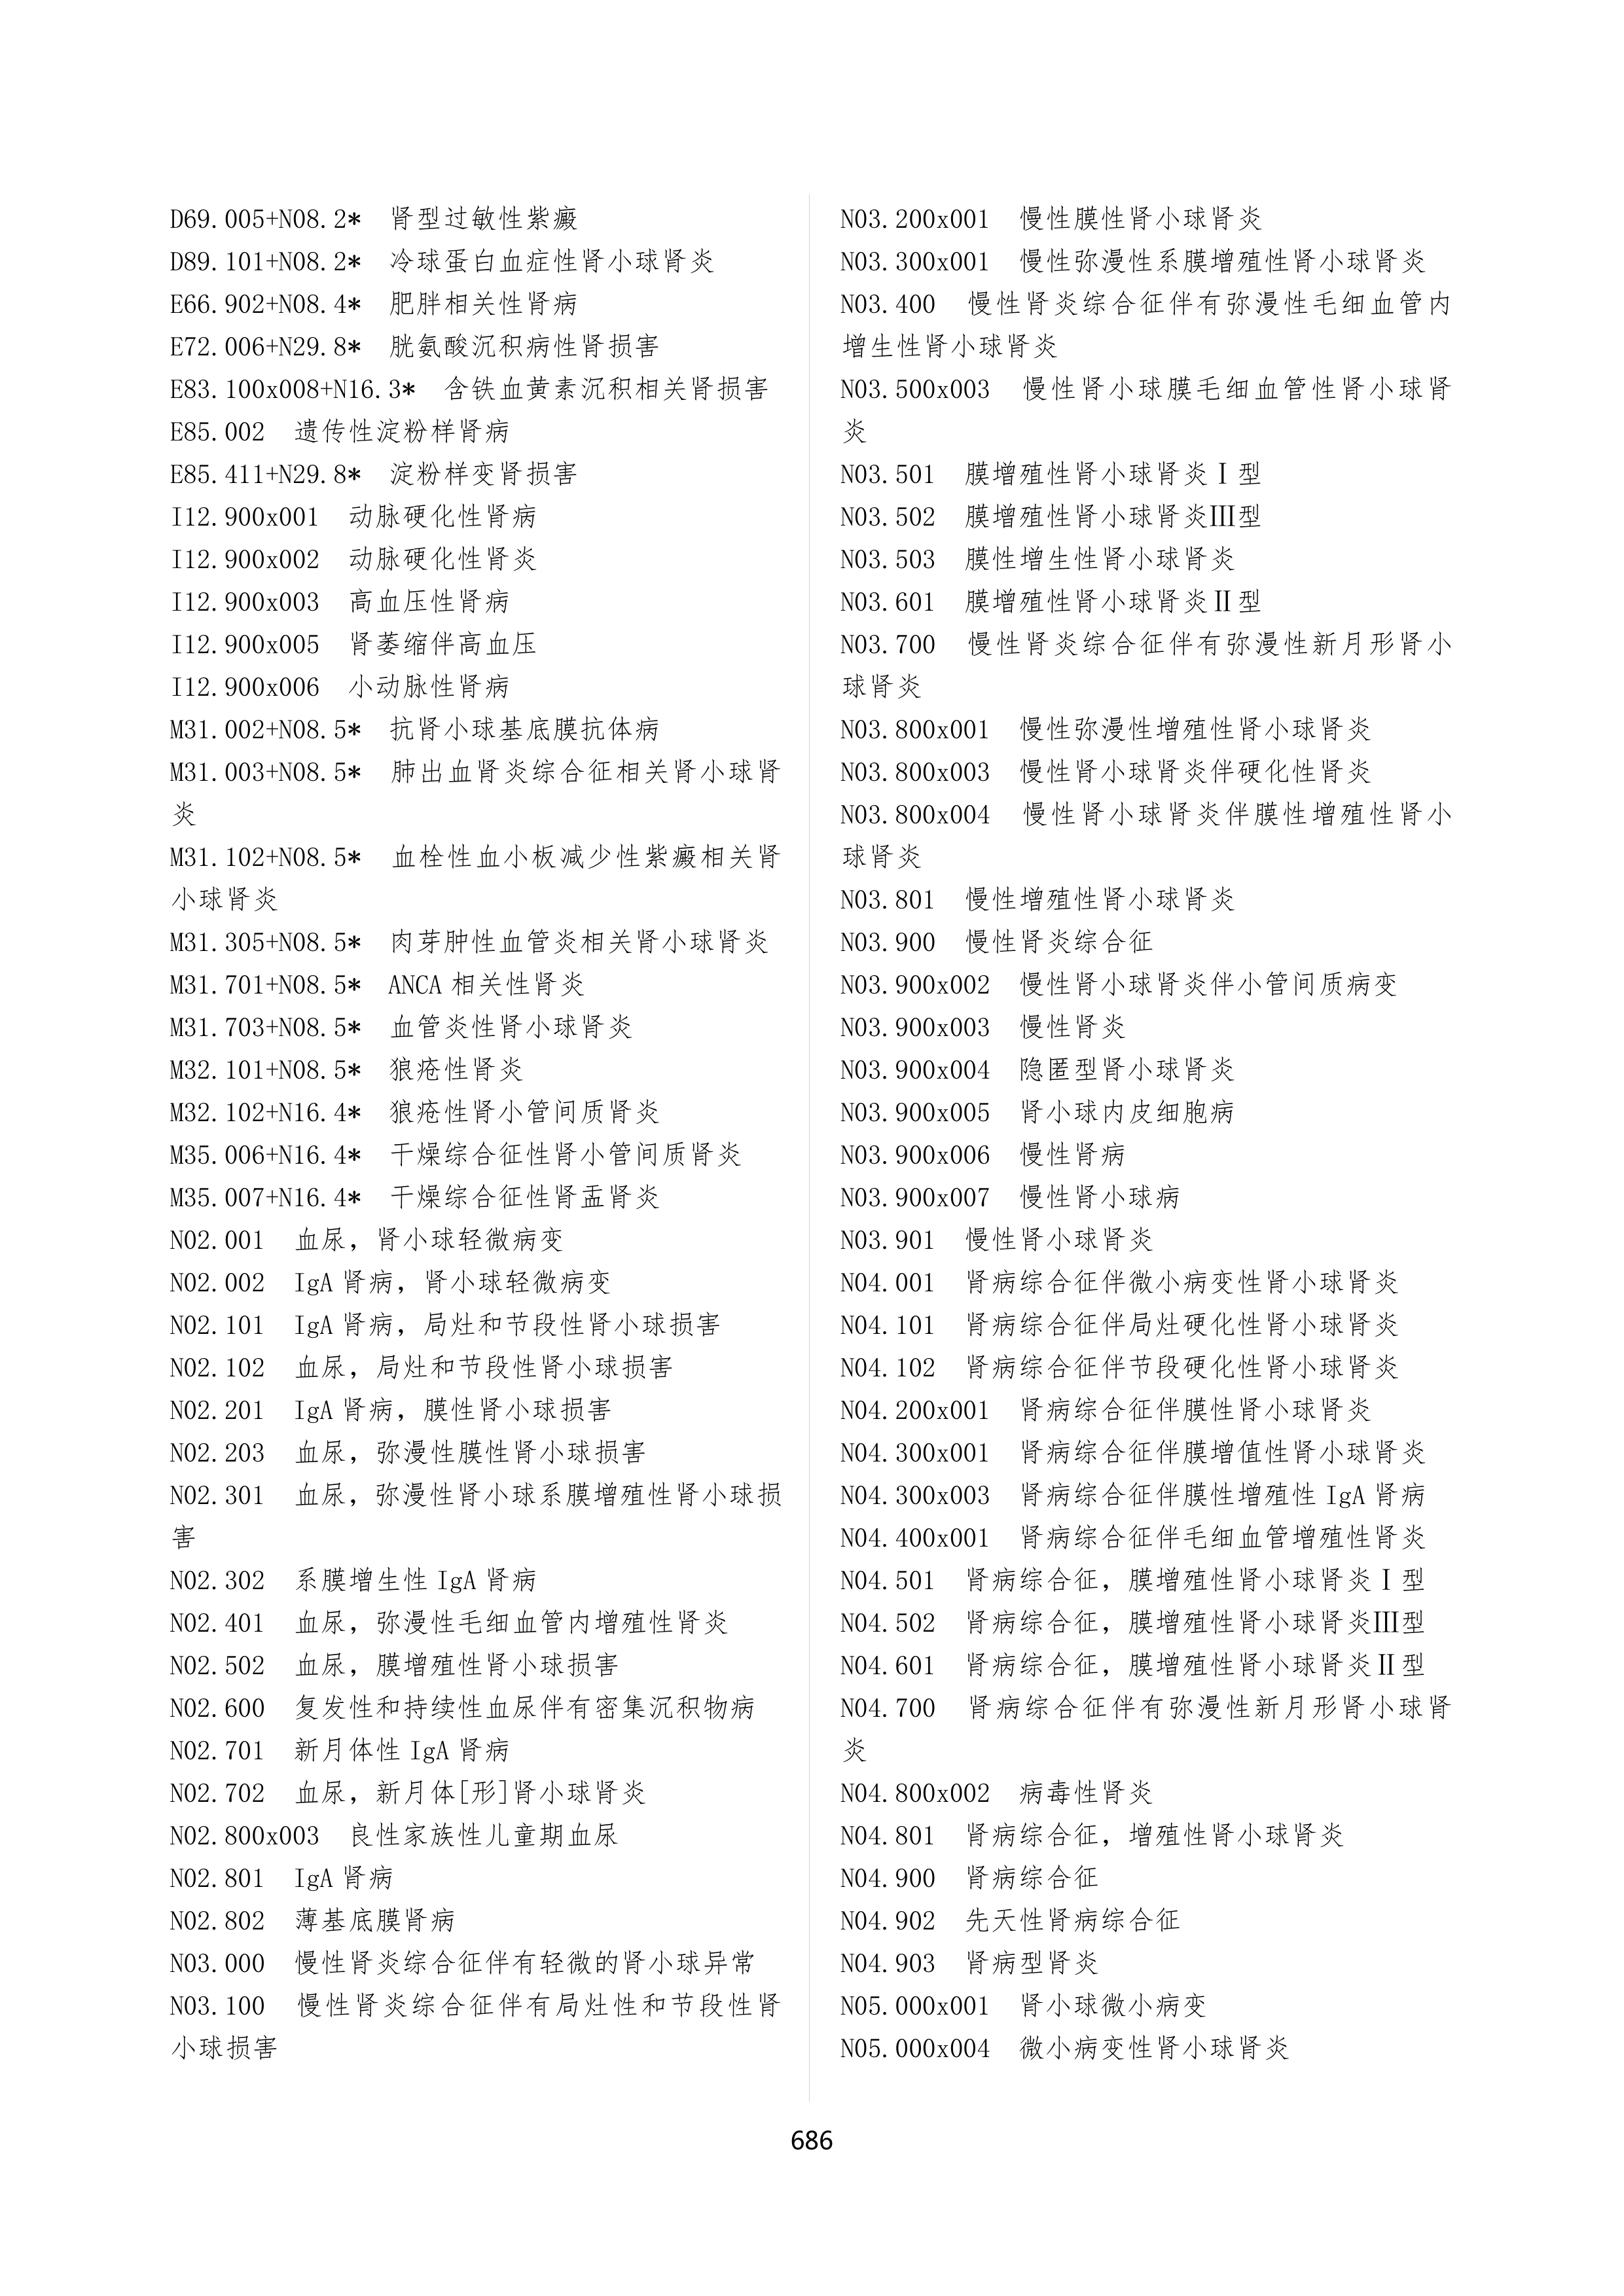 D69.005+N08.2* 肾型过敏性紫癜
D89.101+N08.2* 冷球蛋白血症性肾小球肾炎
E66.902+N08.4* 肥胖相关性肾病
E72.006+N29.8* 胱氨酸沉积病性肾损害
E83.100x008+N16.3* 含铁血黄素沉积相关肾损害
E85.002 遗传性淀粉样肾病
E85.411+N29.8* 淀粉样变肾损害
I12.900x001 动脉硬化性肾病
I12.900x002 动脉硬化性肾炎
I12.900x003 高血压性肾病
I12.900x005 肾萎缩伴高血压
I12.900x006 小动脉性肾病
M31.002+N08.5* 抗肾小球基底膜抗体病
M31.003+N08.5* 肺出血肾炎综合征相关肾小球肾
炎
M31.102+N08.5* 血栓性血小板减少性紫癜相关肾
小球肾炎
M31.305+N08.5* 肉芽肿性血管炎相关肾小球肾炎
M31.701+N08.5* ANCA 相关性肾炎
M31.703+N08.5* 血管炎性肾小球肾炎
M32.101+N08.5* 狼疮性肾炎
M32.102+N16.4* 狼疮性肾小管间质肾炎
M35.006+N16.4* 干燥综合征性肾小管间质肾炎
M35.007+N16.4* 干燥综合征性肾盂肾炎
N02.001 血尿，肾小球轻微病变
N02.002 IgA 肾病，肾小球轻微病变
N02.101 IgA 肾病，局灶和节段性肾小球损害
N02.102 血尿，局灶和节段性肾小球损害
N02.201 IgA 肾病，膜性肾小球损害
N02.203 血尿，弥漫性膜性肾小球损害
N02.301 血尿，弥漫性肾小球系膜增殖性肾小球损
害
N02.302 系膜增生性 IgA 肾病
N02.401 血尿，弥漫性毛细血管内增殖性肾炎
N02.502 血尿，膜增殖性肾小球损害
N02.600 复发性和持续性血尿伴有密集沉积物病
N02.701 新月体性 IgA 肾病
N02.702 血尿，新月体[形]肾小球肾炎
N02.800x003 良性家族性儿童期血尿
N02.801 IgA 肾病
N02.802 薄基底膜肾病
N03.000 慢性肾炎综合征伴有轻微的肾小球异常
N03.100 慢性肾炎综合征伴有局灶性和节段性肾
小球损害
N03.200x001 慢性膜性肾小球肾炎
N03.300x001 慢性弥漫性系膜增殖性肾小球肾炎
N03.400 慢性肾炎综合征伴有弥漫性毛细血管内
增生性肾小球肾炎
N03.500x003 慢性肾小球膜毛细血管性肾小球肾
炎
N03.501 膜增殖性肾小球肾炎Ⅰ型
N03.502 膜增殖性肾小球肾炎Ⅲ型
N03.503 膜性增生性肾小球肾炎
N03.601 膜增殖性肾小球肾炎Ⅱ型
N03.700 慢性肾炎综合征伴有弥漫性新月形肾小
球肾炎
N03.800x001 慢性弥漫性增殖性肾小球肾炎
N03.800x003 慢性肾小球肾炎伴硬化性肾炎
N03.800x004 慢性肾小球肾炎伴膜性增殖性肾小
球肾炎
N03.801 慢性增殖性肾小球肾炎
N03.900 慢性肾炎综合征
N03.900x002 慢性肾小球肾炎伴小管间质病变
N03.900x003 慢性肾炎
N03.900x004 隐匿型肾小球肾炎
N03.900x005 肾小球内皮细胞病
N03.900x006 慢性肾病
N03.900x007 慢性肾小球病
N03.901 慢性肾小球肾炎
N04.001 肾病综合征伴微小病变性肾小球肾炎
N04.101 肾病综合征伴局灶硬化性肾小球肾炎
N04.102 肾病综合征伴节段硬化性肾小球肾炎
N04.200x001 肾病综合征伴膜性肾小球肾炎
N04.300x001 肾病综合征伴膜增值性肾小球肾炎
N04.300x003 肾病综合征伴膜性增殖性 IgA 肾病
N04.400x001 肾病综合征伴毛细血管增殖性肾炎
N04.501 肾病综合征，膜增殖性肾小球肾炎Ⅰ型
N04.502 肾病综合征，膜增殖性肾小球肾炎Ⅲ型
N04.601 肾病综合征，膜增殖性肾小球肾炎Ⅱ型
N04.700 肾病综合征伴有弥漫性新月形肾小球肾
炎
N04.800x002 病毒性肾炎
N04.801 肾病综合征，增殖性肾小球肾炎
N04.900 肾病综合征
N04.902 先天性肾病综合征
N04.903 肾病型肾炎
N05.000x001 肾小球微小病变
N05.000x004 微小病变性肾小球肾炎
686